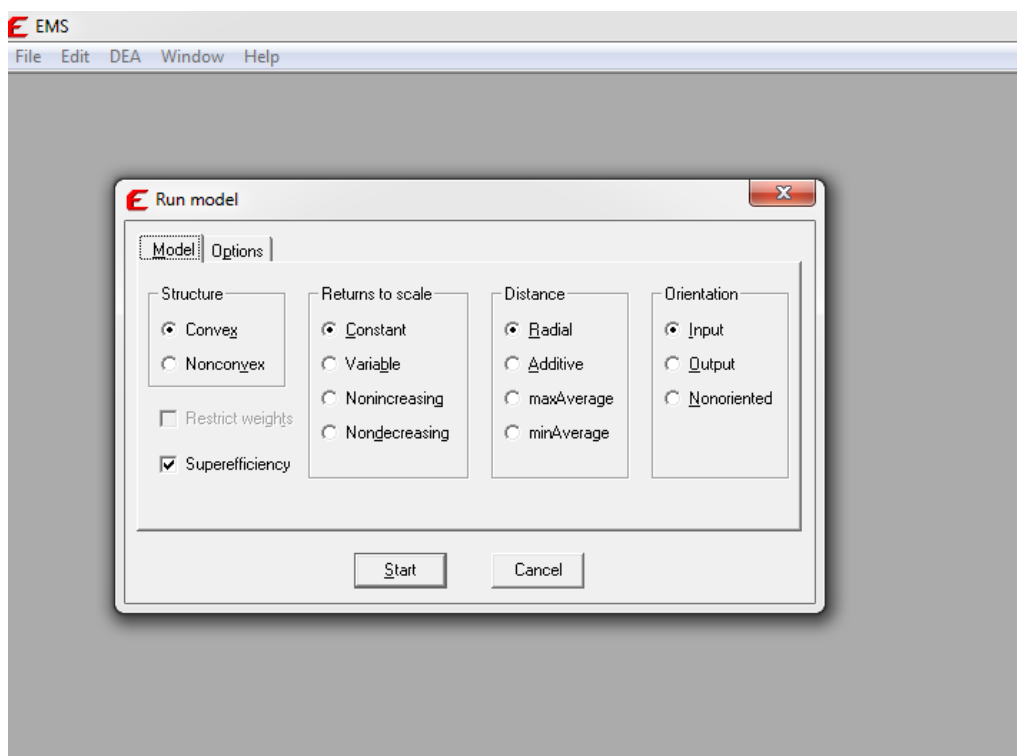 EMS
File Edit DEA Window Help
Run model
Model Options
Structure Returns to scale Distance Orientation
Convex Constant Radial Input
Nonconvex Variable Additive Output
Nonincreasing maxAverage Nonoriented
Restrict weights
Nondecreasing minAverage
Superefficiency
Start Cancel